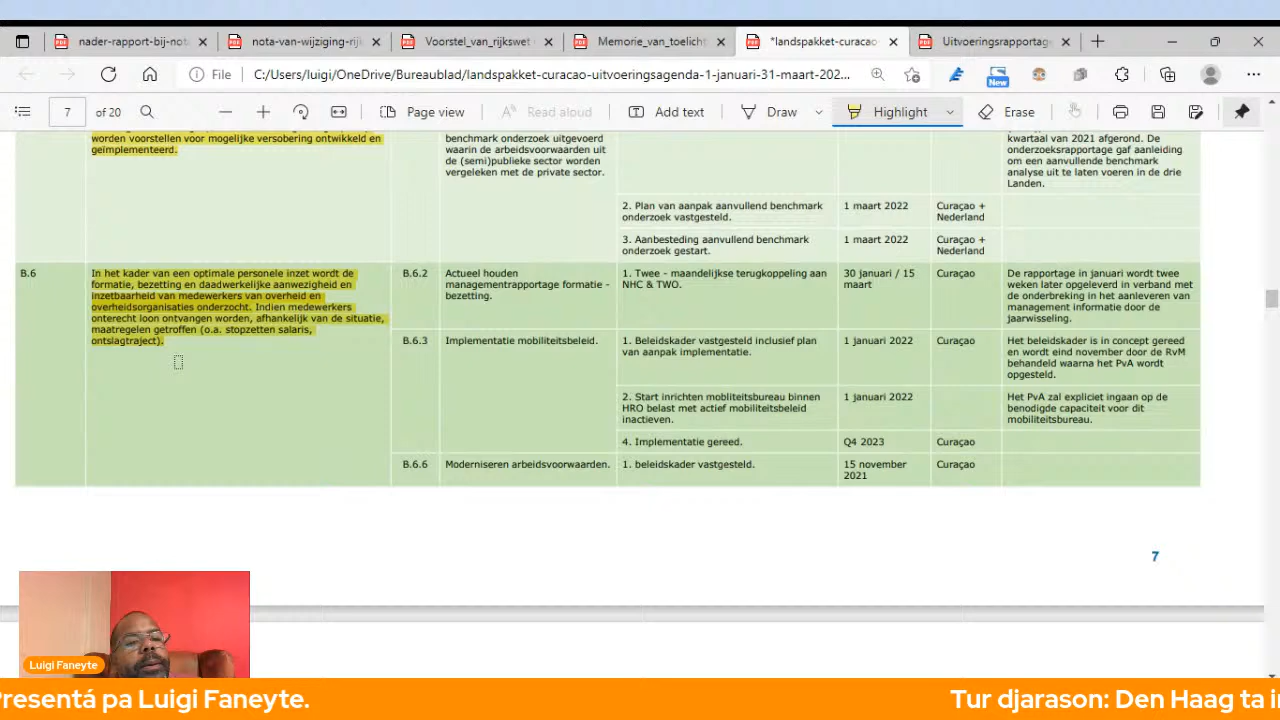 nader-rapport-bij-not
nota-van-wijziging-rij
Voorstel_van_rijkswet
Memorie_van_toelicht
*landspakket-curacao
Uitvoeringsrapportag
File
C:/Users/luigi/OneDrive/Bureaublad/landspakket-curacao-uitvoeringsagenda-1-januari-31-maart-202...
New
7
of 20
Page view
Read aloud
Add text
Draw
Highlight
Erase
worden voorstellen voor mogelijke versobering ontwikkeld en
geïmplementeerd.
benchmark onderzoek uitgevoerd
waarin de arbeidsvoorwaarden uit
de (semi)publieke sector worden
vergeleken met de private sector.
kwartaal van 2021 afgerond. De
onderzoeksrapportage gaf aanleiding
om een aanvullende benchmark
analyse uit te laten voeren in de drie
Landen.
2. Plan van aanpak aanvullend benchmark
onderzoek vastgesteld.
1 maart 2022
Curaçao +
Nederland
3. Aanbesteding aanvullend benchmark
onderzoek gestart.
1 maart 2022
Curaçao +
Nederland
B.6
In het kader van een optimale personele inzet wordt de
formatie, bezetting en daadwerkelijke aanwezigheid en
inzetbaarheid van medewerkers van overheid en
overheidsorganisaties onderzocht. Indien medewerkers
onterecht loon ontvangen worden, afhankelijk van de situatie,
maatregelen getroffen (o.a. stopzetten salaris,
ontslagtraject).
B.6.2
Actueel houden
managementrapportage formatie -
bezetting.
1. Twee - maandelijkse terugkoppeling aan
NHC & TWO.
30 januari / 15
maart
Curaçao
De rapportage in januari wordt twee
weken later opgeleverd in verband met
de onderbreking in het aanleveren van
management informatie door de
jaarwisseling.
B.6.3
Implementatie mobiliteitsbeleid.
1. Beleidskader vastgesteld inclusief plan
van aanpak implementatie.
1 januari 2022
Curaçao
Het beleidskader is in concept gereed
en wordt eind november door de RvM
behandeld waarna het PvA wordt
opgesteld.
2. Start inrichten mobliteitsbureau binnen
HRO belast met actief mobiliteitsbeleid
inactieven.
1 januari 2022
Het PvA zal expliciet ingaan op de
benodigde capaciteit voor dit
mobiliteitsbureau.
4. Implementatie gereed.
Q4 2023
Curaçao
B.6.6
Moderniseren arbeidsvoorwaarden.
1. beleidskader vastgesteld.
15 november
2021
Curaçao
7
Luigi Faneyte
Presentá pa Luigi Faneyte.
Tur djarason: Den Haag ta